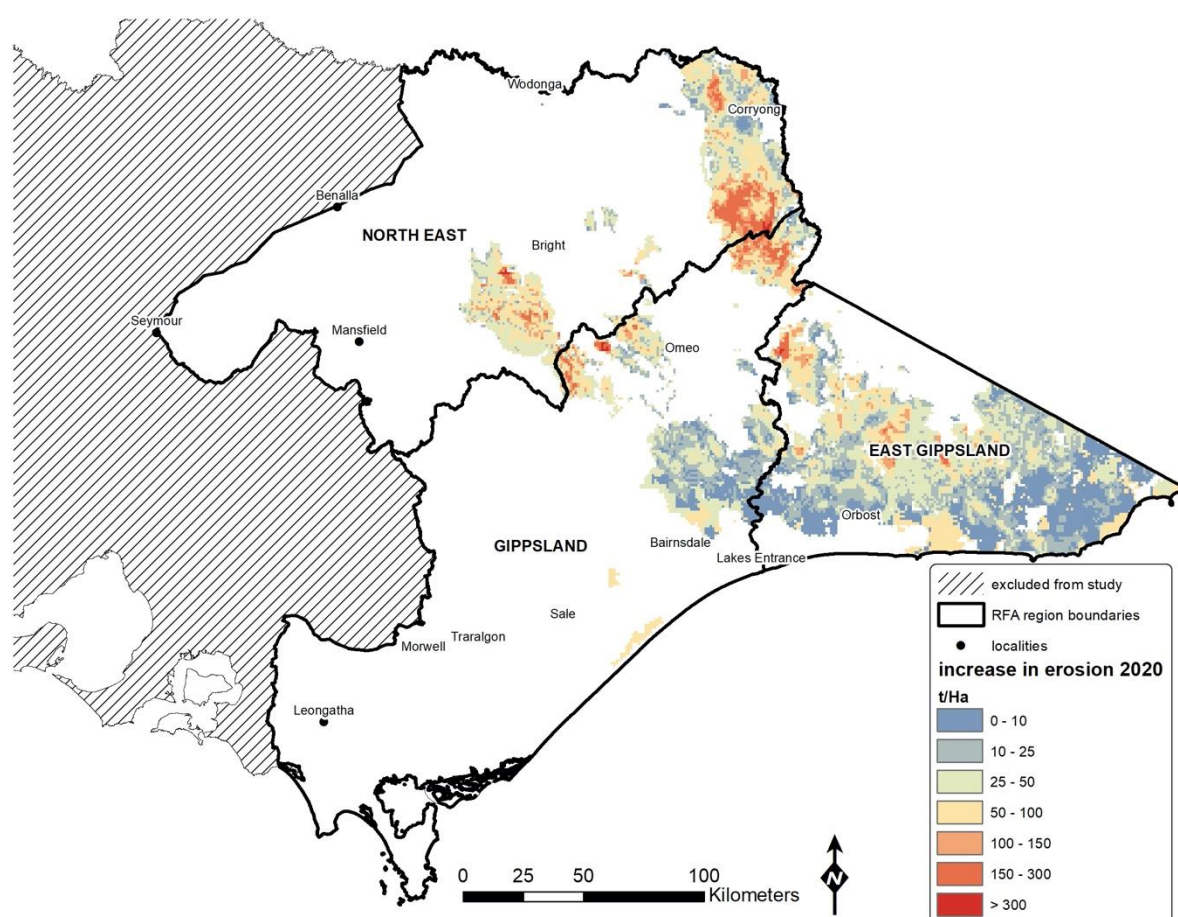 Wodonga
Corryong
Benalla
NORTH EAST
Bright
Seymour
Mansfield
Omeo
EAST GIPPSLAND
Orbost
GIPPSLAND
Bairnsdale
Lakes Entrance
Sale
Traralgon
Morwell
Leongatha
excluded from study
RFA region boundaries
localities
increase in erosion 2020
t/Ha
0 - 10
10 - 25
25 - 50
50 - 100
100 - 150
150 - 300
> 300
0 25 50 100
Kilometers
N